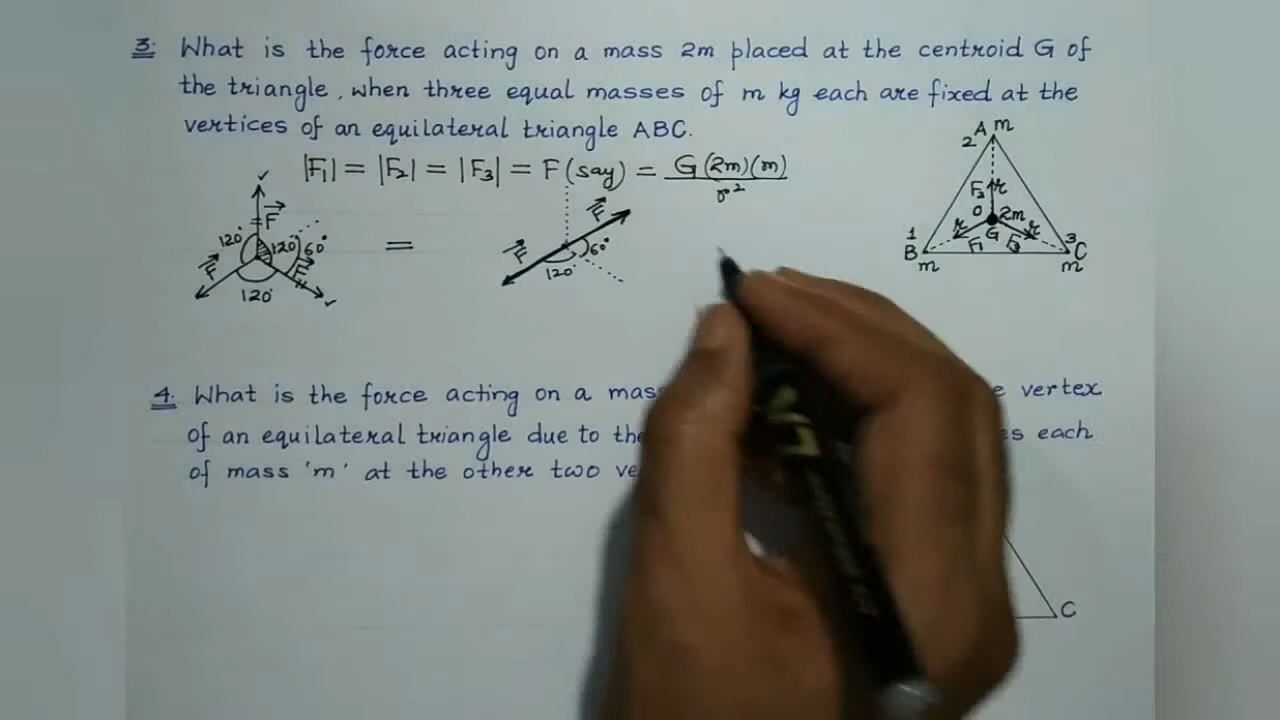 3. What is the force acting on a mass 2m placed at the centroid G of
the triangle, when three equal masses of m kg each are fixed at the
vertices of an equilateral triangle ABC.
|F₁| = |F₂| = |F₃| = F (say) = G(2m)(m) / r²
F
120° 120° 60°
F F
120°
=
F
F
60°
120°
2 A m
F₂ r
O 2m
r G r
1 F₁ F₃ 3
B C
m m
4. What is the force acting on a mas vertex
of an equilateral triangle due to the each
of mass 'm' at the other two
C